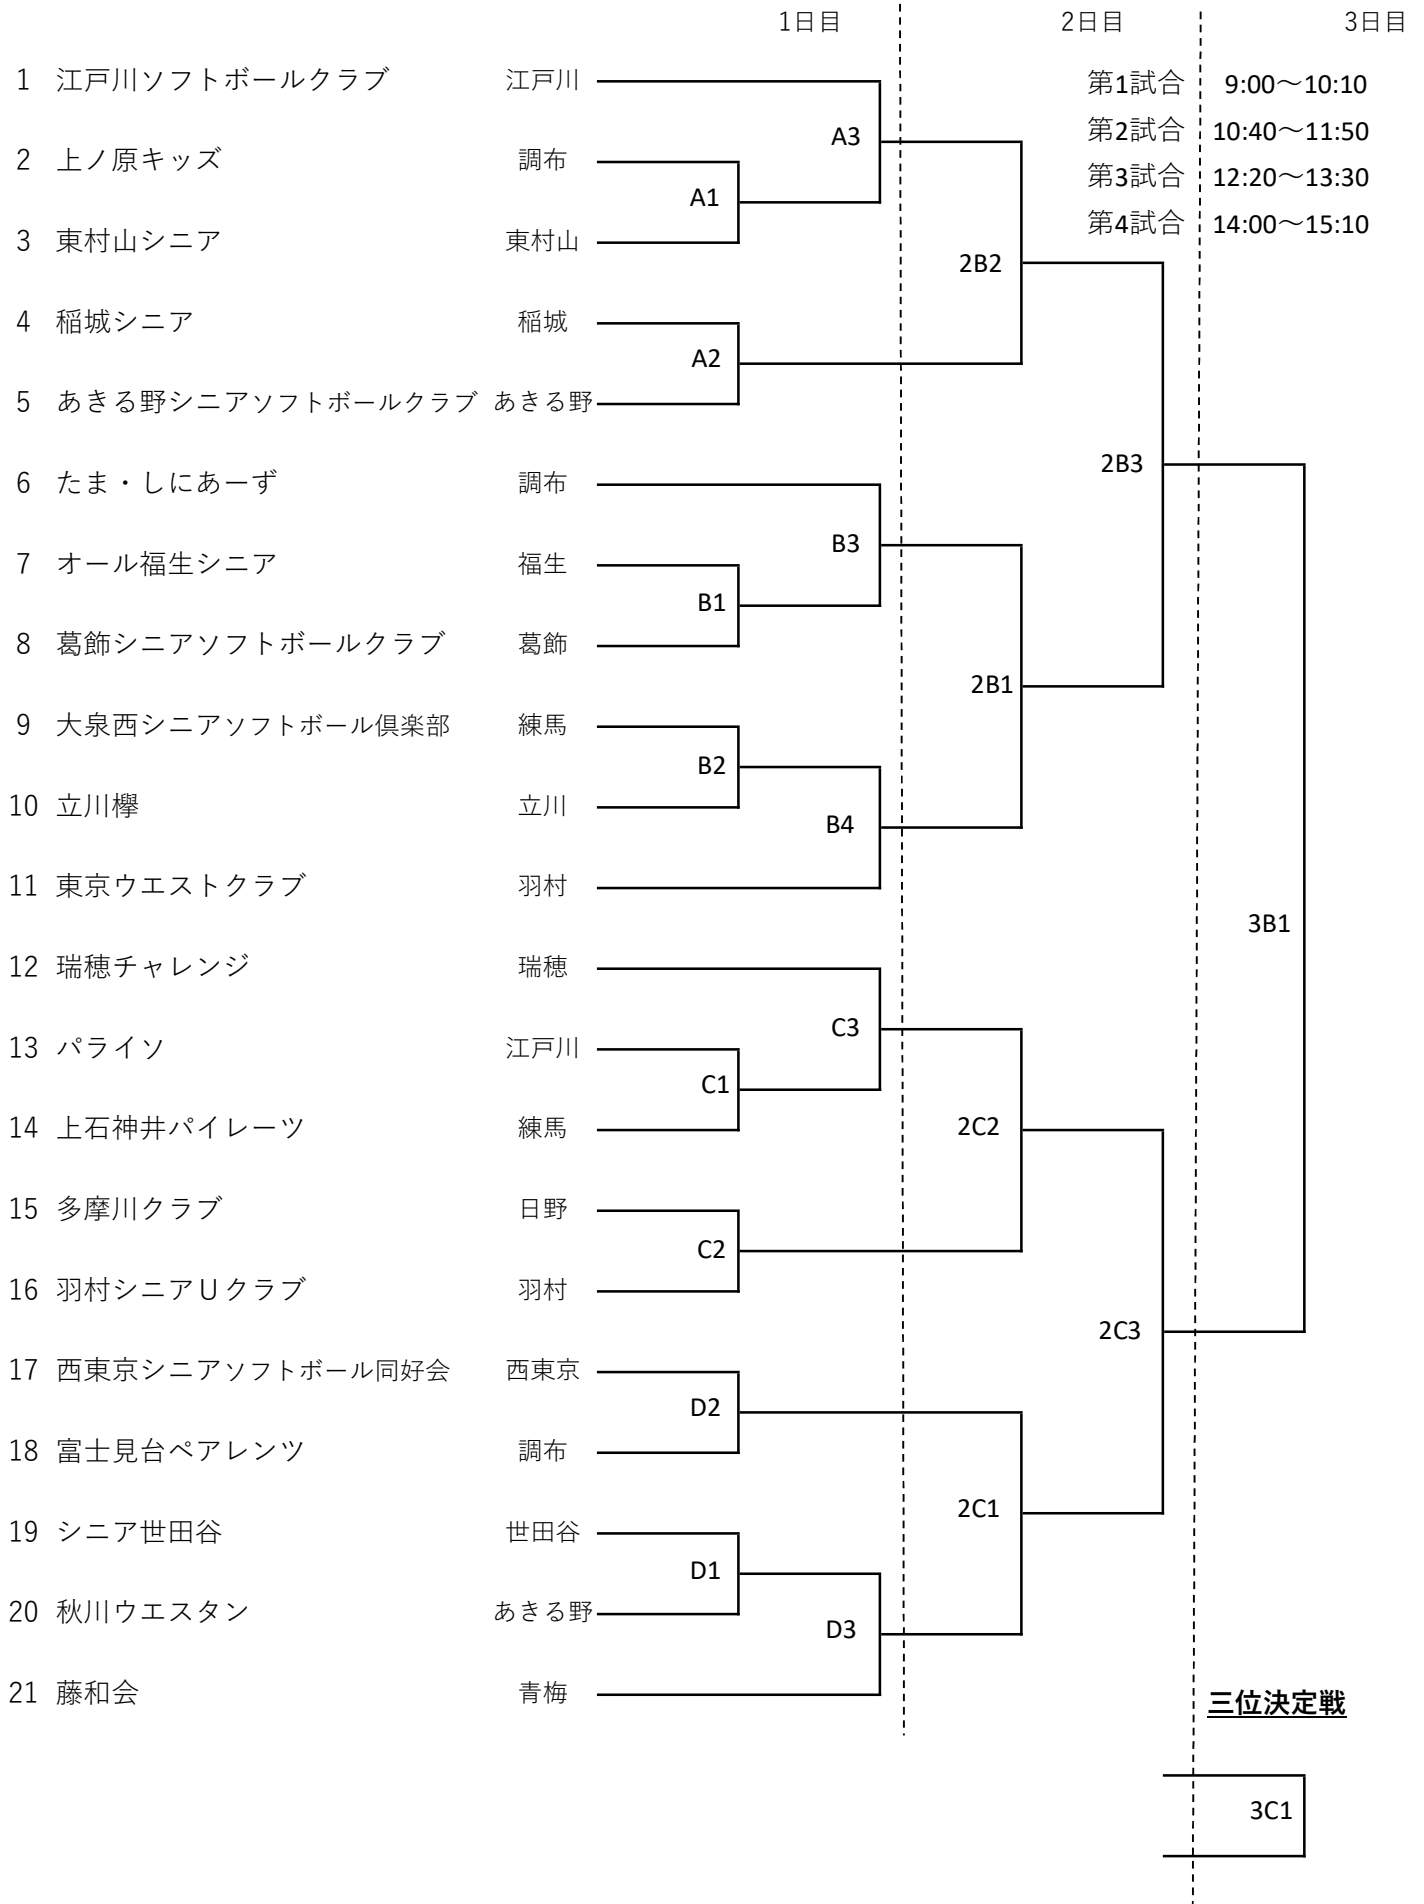 1日目 2日目 3日目
1 江戸川ソフトボールクラブ 江戸川
第1試合 9:00～10:10
A3
第2試合 10:40～11:50
2 上ノ原キッズ 調布
第3試合 12:20～13:30
A1
第4試合 14:00～15:10
3 東村山シニア 東村山
2B2
4 稲城シニア 稲城
A2
5 あきる野シニアソフトボールクラブ あきる野
2B3
6 たま・しにあーず 調布
B3
7 オール福生シニア 福生
B1
8 葛飾シニアソフトボールクラブ 葛飾
2B1
9 大泉西シニアソフトボール倶楽部 練馬
B2
10 立川欅 立川
B4
11 東京ウエストクラブ 羽村
3B1
12 瑞穂チャレンジ 瑞穂
C3
13 パライソ 江戸川
C1
14 上石神井パイレーツ 練馬
2C2
15 多摩川クラブ 日野
C2
16 羽村シニアUクラブ 羽村
2C3
17 西東京シニアソフトボール同好会 西東京
D2
18 富士見台ペアレンツ 調布
2C1
19 シニア世田谷 世田谷
D1
20 秋川ウエスタン あきる野
D3
21 藤和会 青梅
三位決定戦
3C1